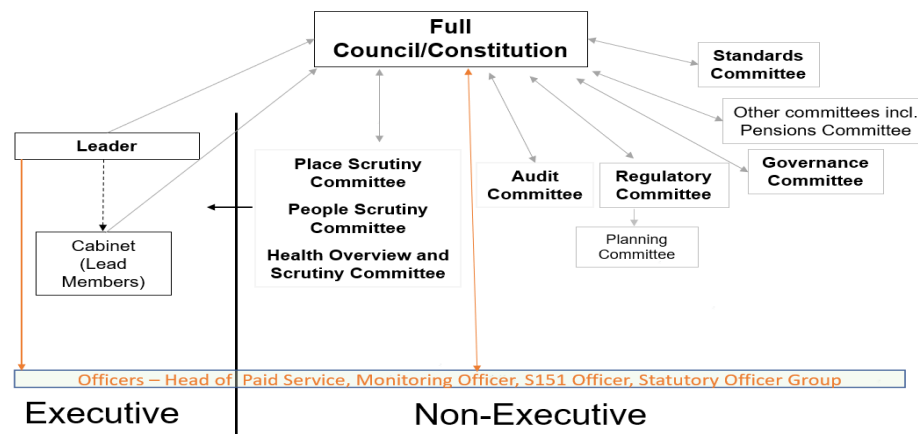 Full
Council/Constitution
Standards
Committee
Other committees incl.
Pensions Committee
Leader
Place Scrutiny
Committee
People Scrutiny
Committee
Health Overview and
Scrutiny Committee
Audit
Committee
Regulatory
Committee
Governance
Committee
Cabinet
(Lead
Members)
Planning
Committee
Officers – Head of Paid Service, Monitoring Officer, S151 Officer, Statutory Officer Group
Executive
Non-Executive